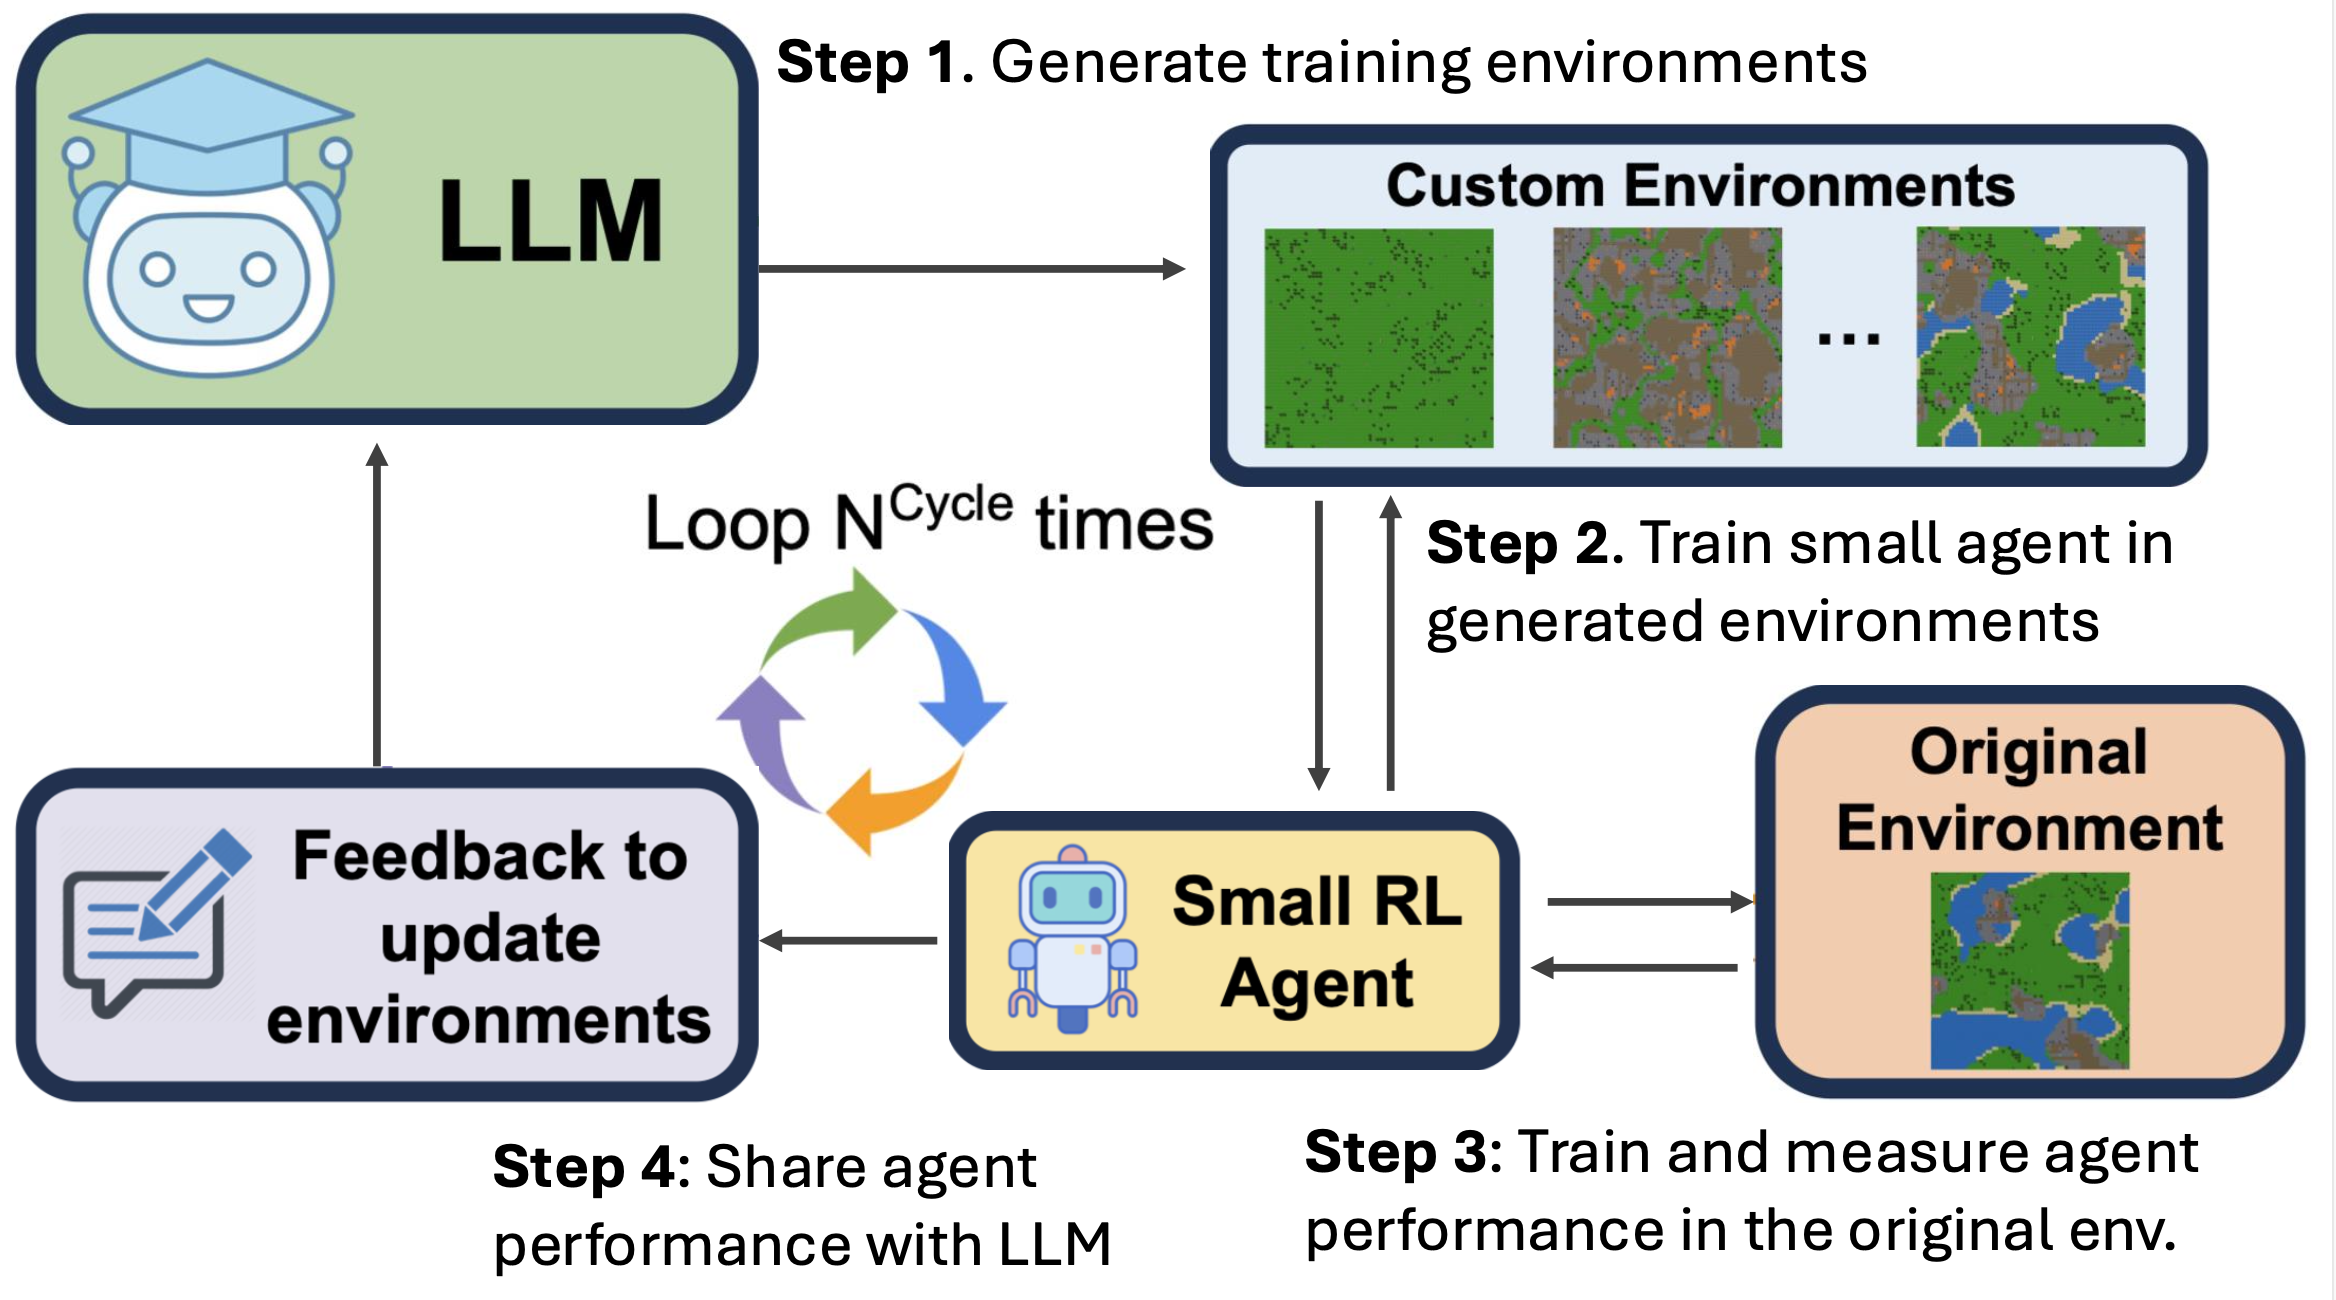 Step 1. Generate training environments
LLM
Custom Environments
...
Loop N^Cycle times
Step 2. Train small agent in
generated environments
Original
Environment
Feedback to
update
environments
Small RL
Agent
Step 4: Share agent
performance with LLM
Step 3: Train and measure agent
performance in the original env.